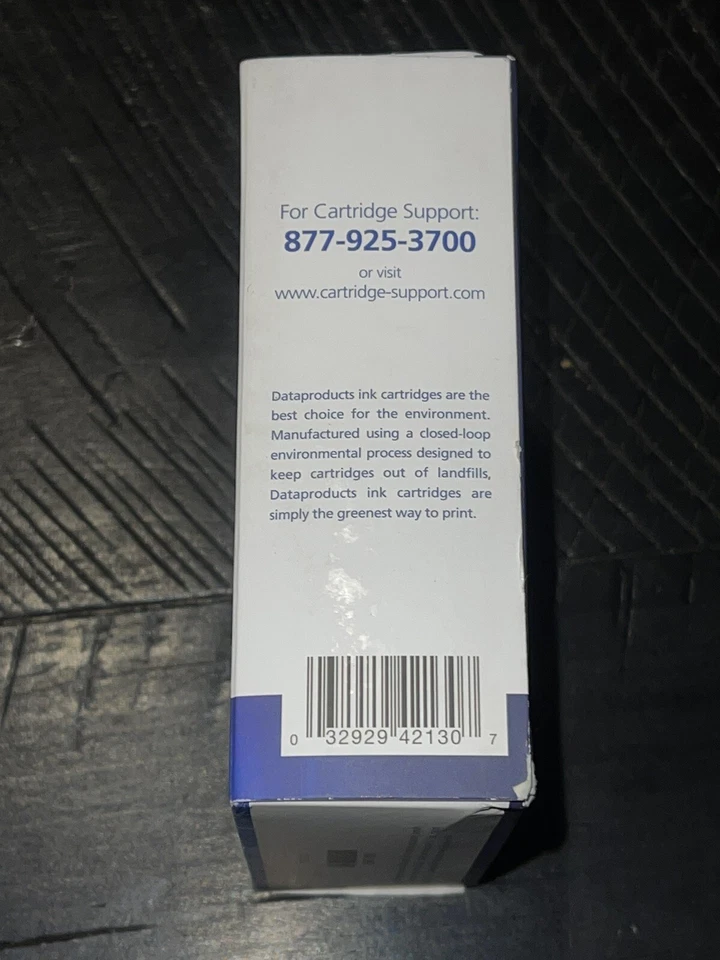 For Cartridge Support:
877-925-3700
or visit
www.cartridge-support.com
Dataproducts ink cartridges are the
best choice for the environment.
Manufactured using a closed-loop
environmental process designed to
keep cartridges out of landfills,
Dataproducts ink cartridges are
simply the greenest way to print.
0 32929 42130 7